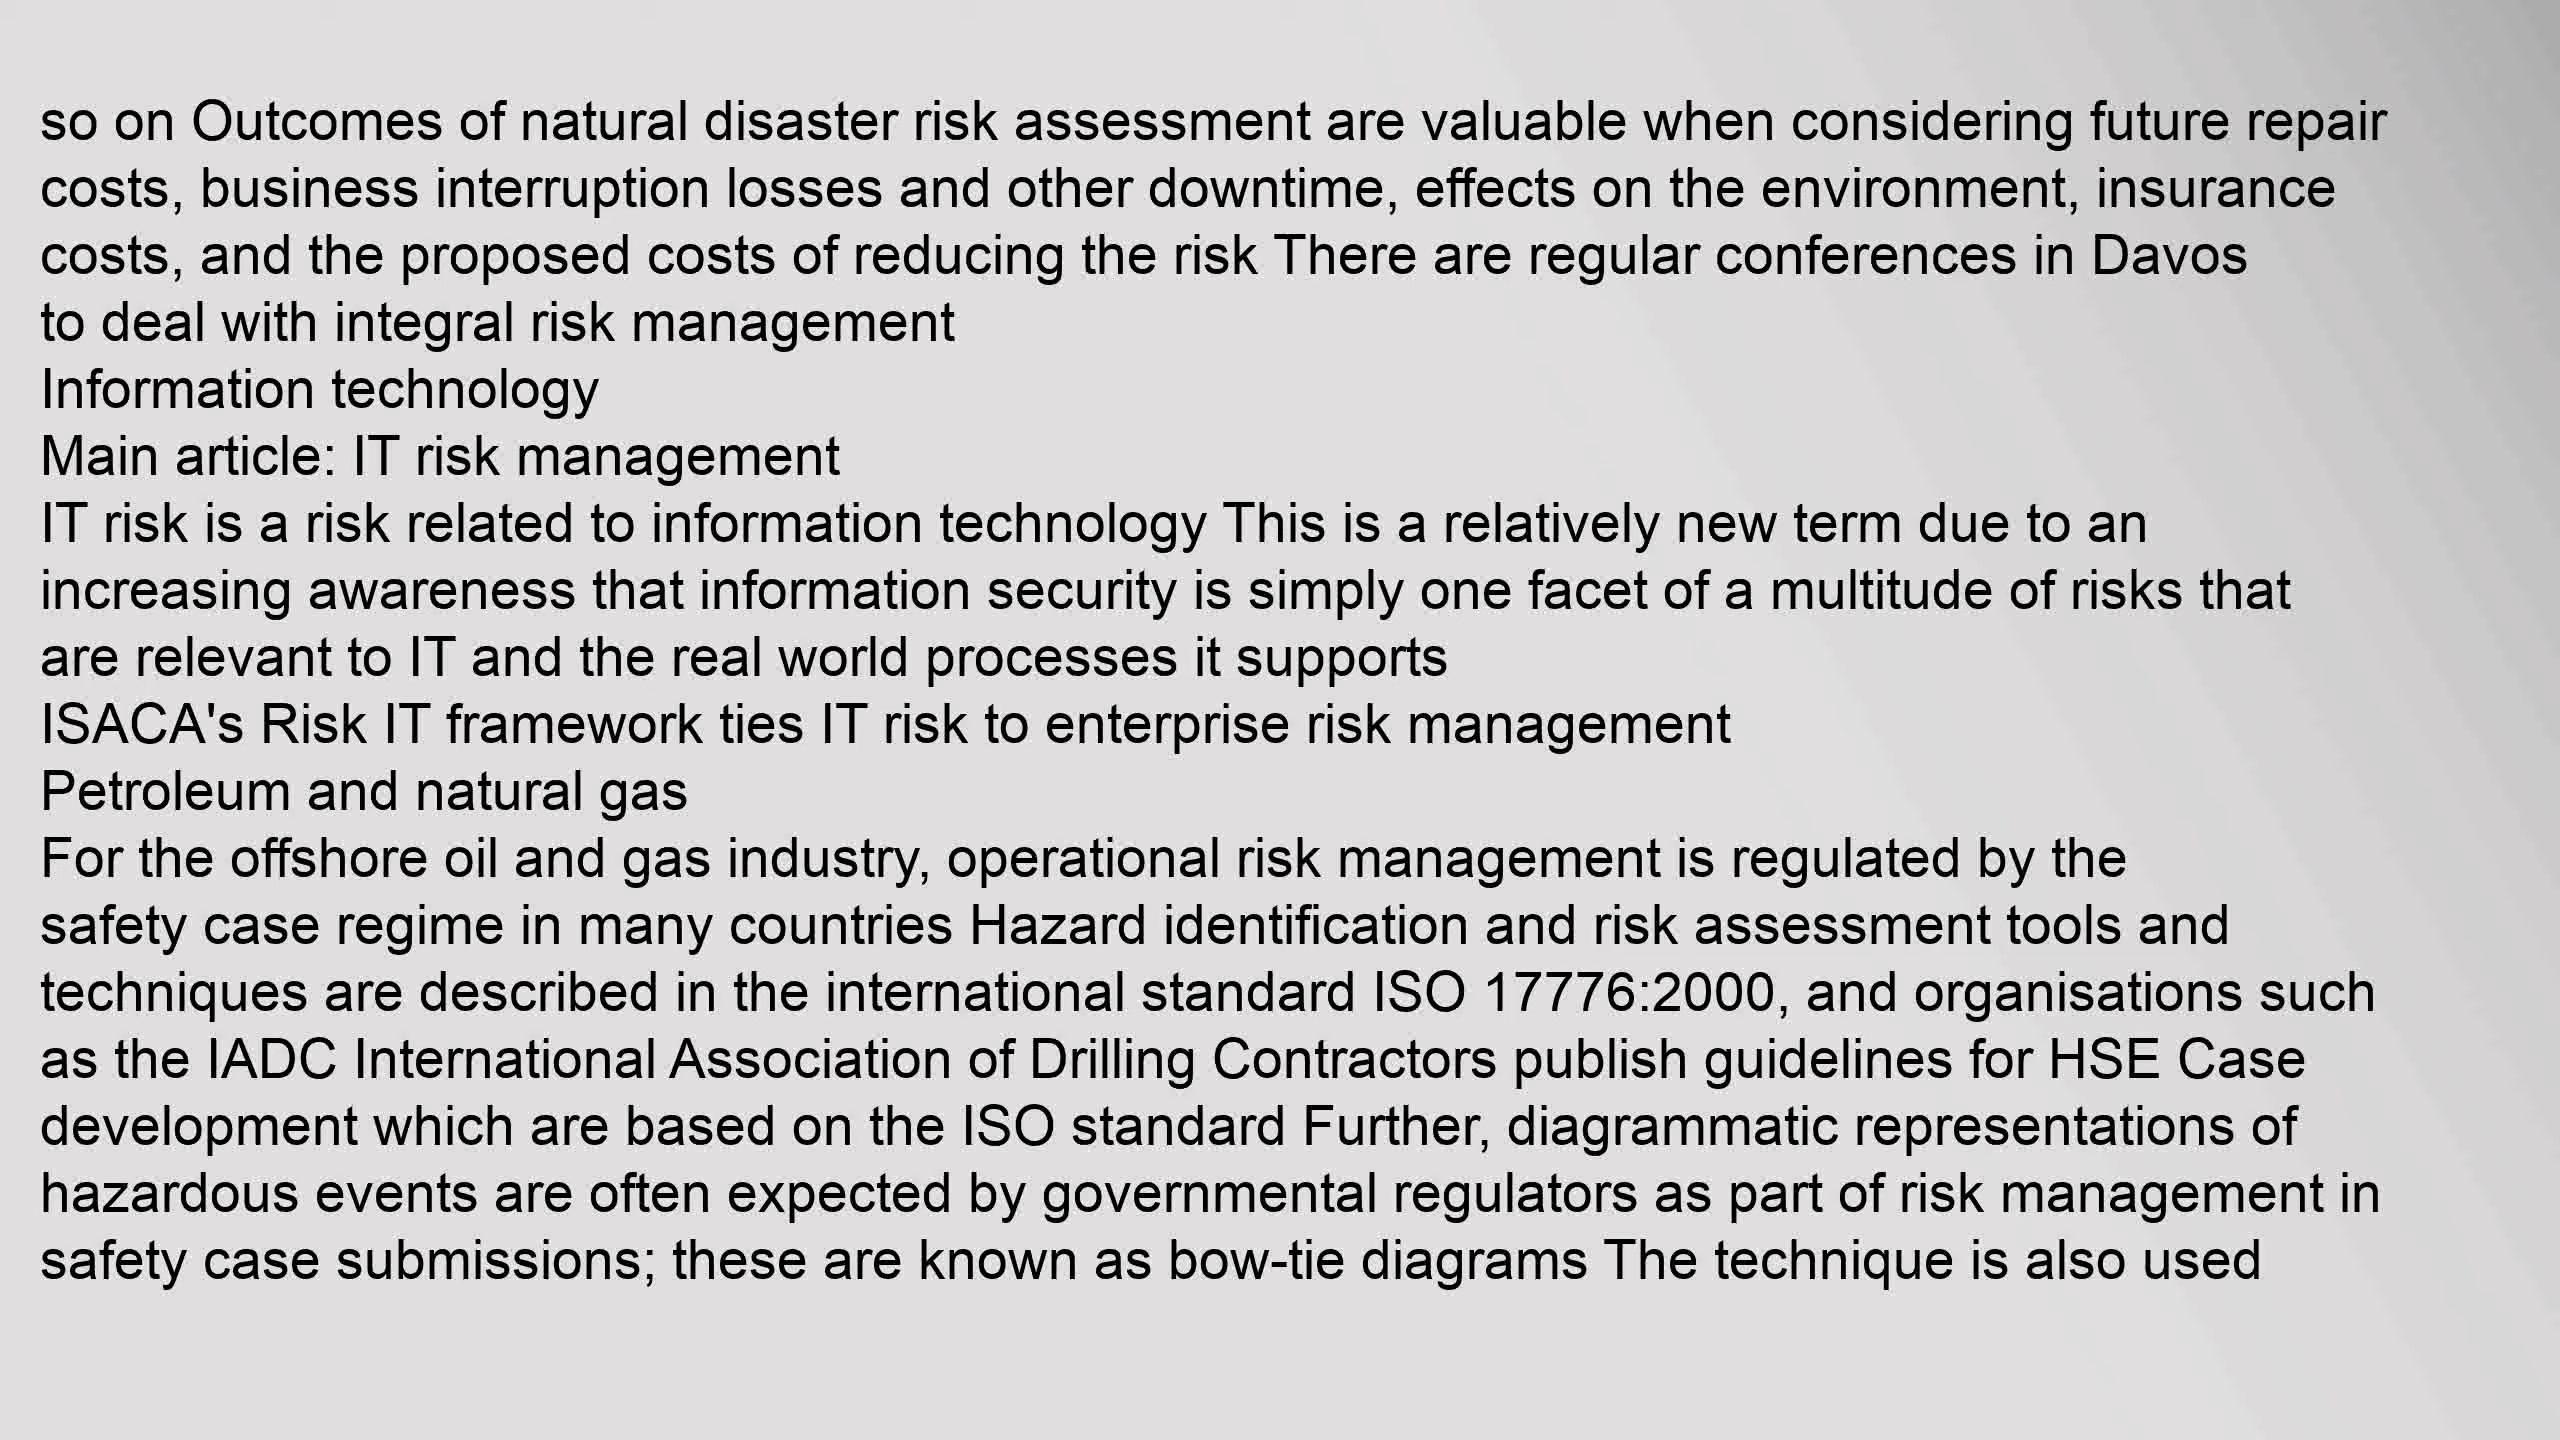 so on Outcomes of natural disaster risk assessment are valuable when considering future repair
costs, business interruption losses and other downtime, effects on the environment, insurance
costs, and the proposed costs of reducing the risk There are regular conferences in Davos
to deal with integral risk management
Information technology
Main article: IT risk management
IT risk is a risk related to information technology This is a relatively new term due to an
increasing awareness that information security is simply one facet of a multitude of risks that
are relevant to IT and the real world processes it supports
ISACA's Risk IT framework ties IT risk to enterprise risk management
Petroleum and natural gas
For the offshore oil and gas industry, operational risk management is regulated by the
safety case regime in many countries Hazard identification and risk assessment tools and
techniques are described in the international standard ISO 17776:2000, and organisations such
as the IADC International Association of Drilling Contractors publish guidelines for HSE Case
development which are based on the ISO standard Further, diagrammatic representations of
hazardous events are often expected by governmental regulators as part of risk management in
safety case submissions; these are known as bow-tie diagrams The technique is also used